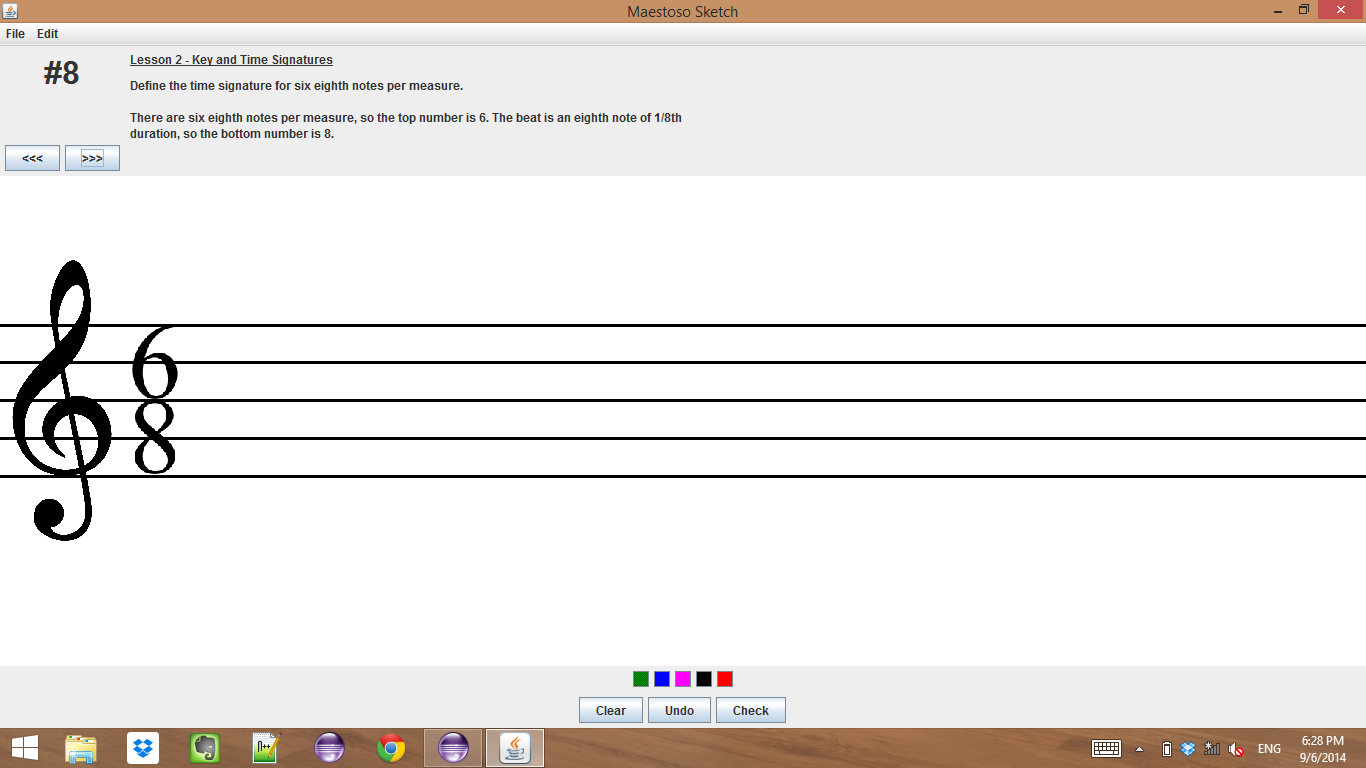 Maestoso Sketch
File Edit
#8
Lesson 2 - Key and Time Signatures
Define the time signature for six eighth notes per measure.
There are six eighth notes per measure, so the top number is 6. The beat is an eighth note of 1/8th
duration, so the bottom number is 8.
<<< >>>
6
8
Clear Undo Check
ENG
6:28 PM
9/6/2014